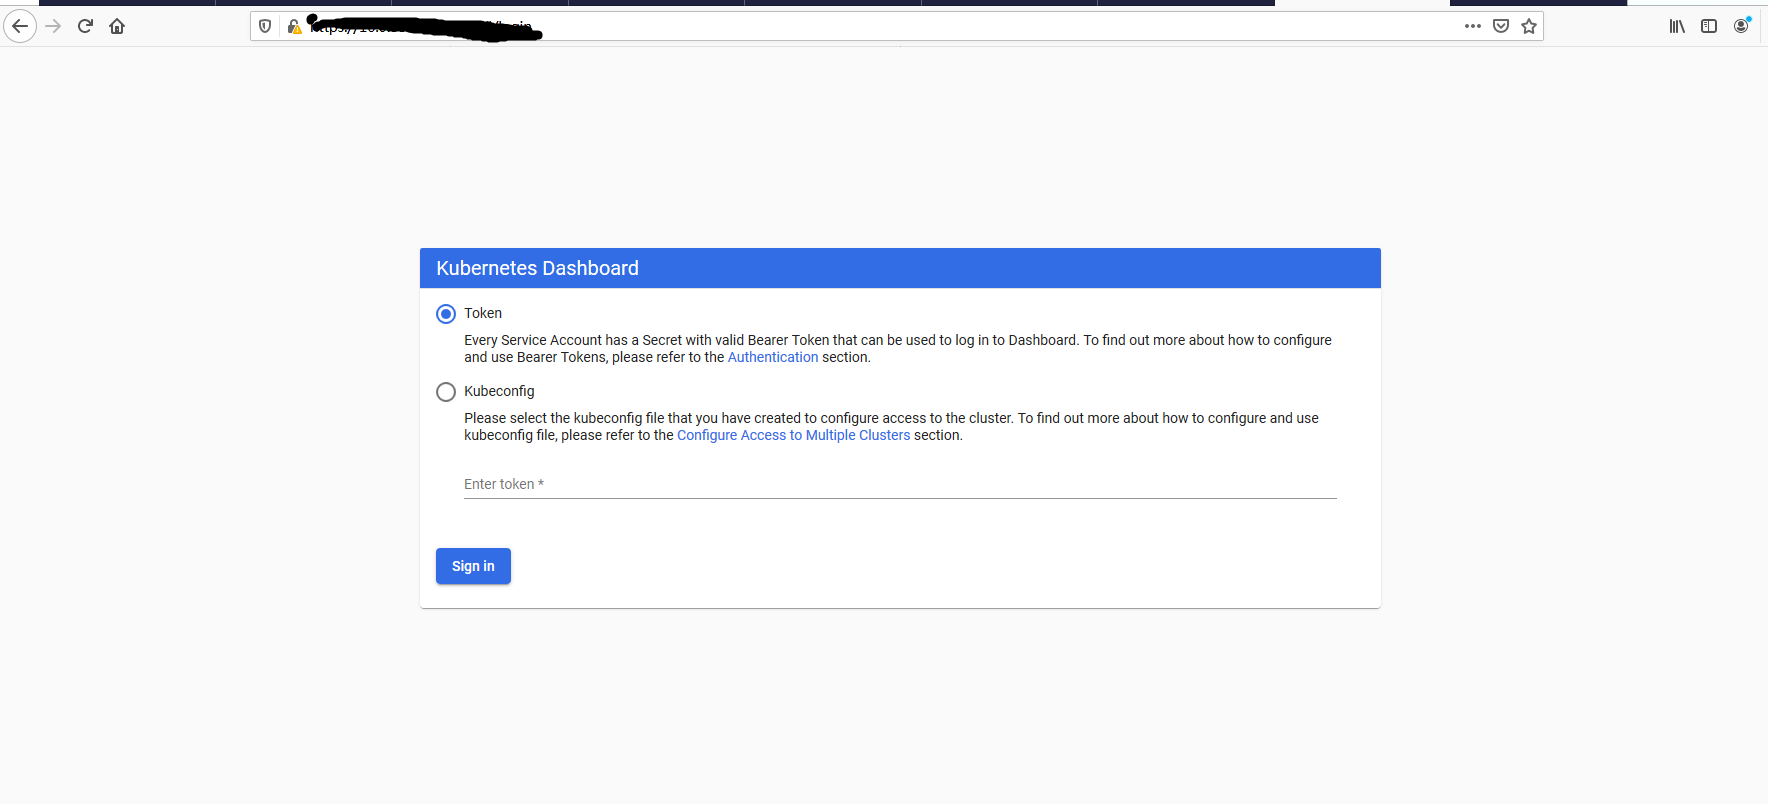 Kubernetes Dashboard
Token
Every Service Account has a Secret with valid Bearer Token that can be used to log in to Dashboard. To find out more about how to configure
and use Bearer Tokens, please refer to the Authentication section.
Kubeconfig
Please select the kubeconfig file that you have created to configure access to the cluster. To find out more about how to configure and use
kubeconfig file, please refer to the Configure Access to Multiple Clusters section.
Enter token *
Sign in